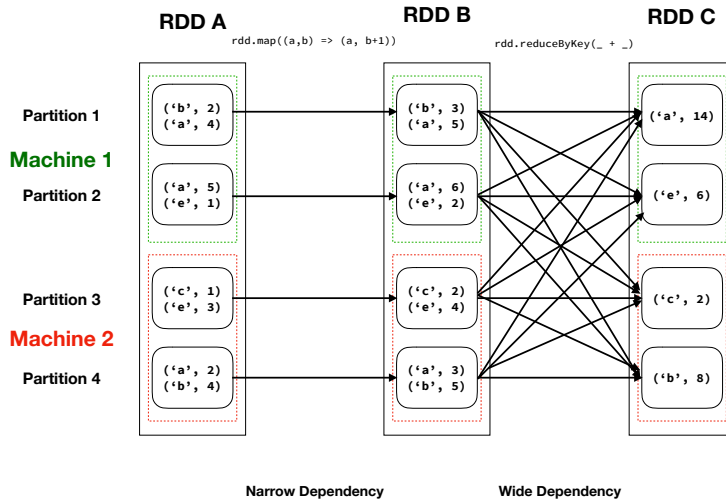 RDD A
RDD B
RDD C
rdd.map((a,b) => (a, b+1))
rdd.reduceByKey(_ + _)
Partition 1
(‘b’, 2)
(‘a’, 4)
(‘b’, 3)
(‘a’, 5)
(‘a’, 14)
Machine 1
Partition 2
(‘a’, 5)
(‘e’, 1)
(‘a’, 6)
(‘e’, 2)
(‘e’, 6)
Partition 3
(‘c’, 1)
(‘e’, 3)
(‘c’, 2)
(‘e’, 4)
(‘c’, 2)
Machine 2
Partition 4
(‘a’, 2)
(‘b’, 4)
(‘a’, 3)
(‘b’, 5)
(‘b’, 8)
Narrow Dependency
Wide Dependency